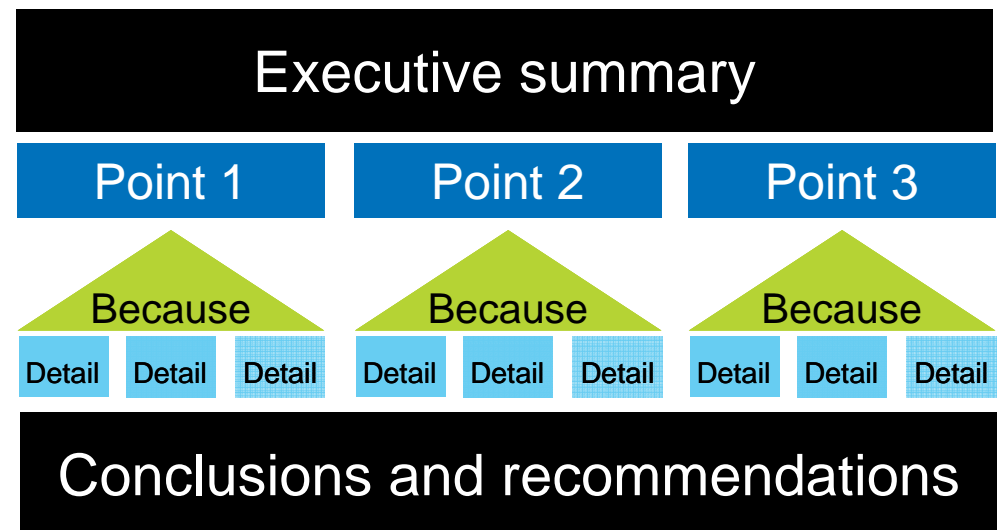 Executive summary
Point 1 Point 2 Point 3
Because Because Because
Detail Detail Detail Detail Detail Detail Detail Detail Detail
Conclusions and recommendations